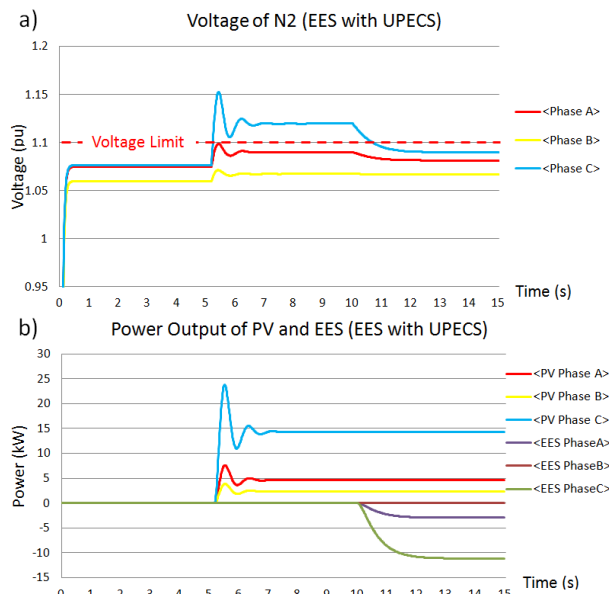 a)
Voltage of N2 (EES with UPECS)
1.2
1.15
1.1
1.05
1
0.95
Voltage (pu)
Voltage Limit
<Phase A>
<Phase B>
<Phase C>
0 1 2 3 4 5 6 7 8 9 10 11 12 13 14 15
Time (s)
b)
Power Output of PV and EES (EES with UPECS)
30
25
20
15
10
5
0
-5
-10
-15
Power (kW)
<PV Phase A>
<PV Phase B>
<PV Phase C>
<EES PhaseA>
<EES PhaseB>
<EES PhaseC>
0 1 2 3 4 5 6 7 8 9 10 11 12 13 14 15
Time (s)